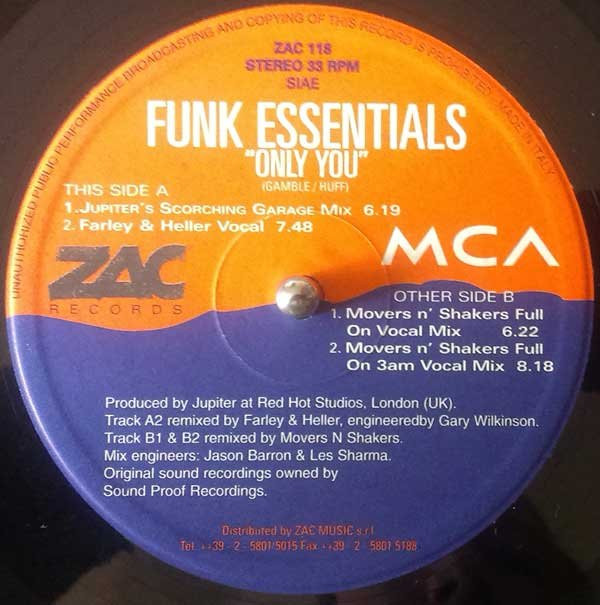 UNAUTHORIZED PUBLIC PERFORMANCE BROADCASTING AND COPYING OF THIS RECORD IS PROHIBITED - MADE IN ITALY
ZAC 118
STEREO 33 RPM
SIAE
FUNK ESSENTIALS
"ONLY YOU"
(GAMBLE / HUFF)
THIS SIDE A
1. JUPITER'S SCORCHING GARAGE MIX 6.19
2. Farley & Heller Vocal 7.48
ZAC
RECORDS
MCA
OTHER SIDE B
1. Movers n' Shakers Full
On Vocal Mix 6.22
2. Movers n' Shakers Full
On 3am Vocal Mix 8.18
Produced by Jupiter at Red Hot Studios, London (UK).
Track A2 remixed by Farley & Heller, engineeredby Gary Wilkinson.
Track B1 & B2 remixed by Movers N Shakers.
Mix engineers: Jason Barron & Les Sharma.
Original sound recordings owned by
Sound Proof Recordings.
Distributed by ZAC MUSIC s.r.l.
Tel. ++39 - 2 - 5801/5015 Fax ++39 - 2 - 5801 5188